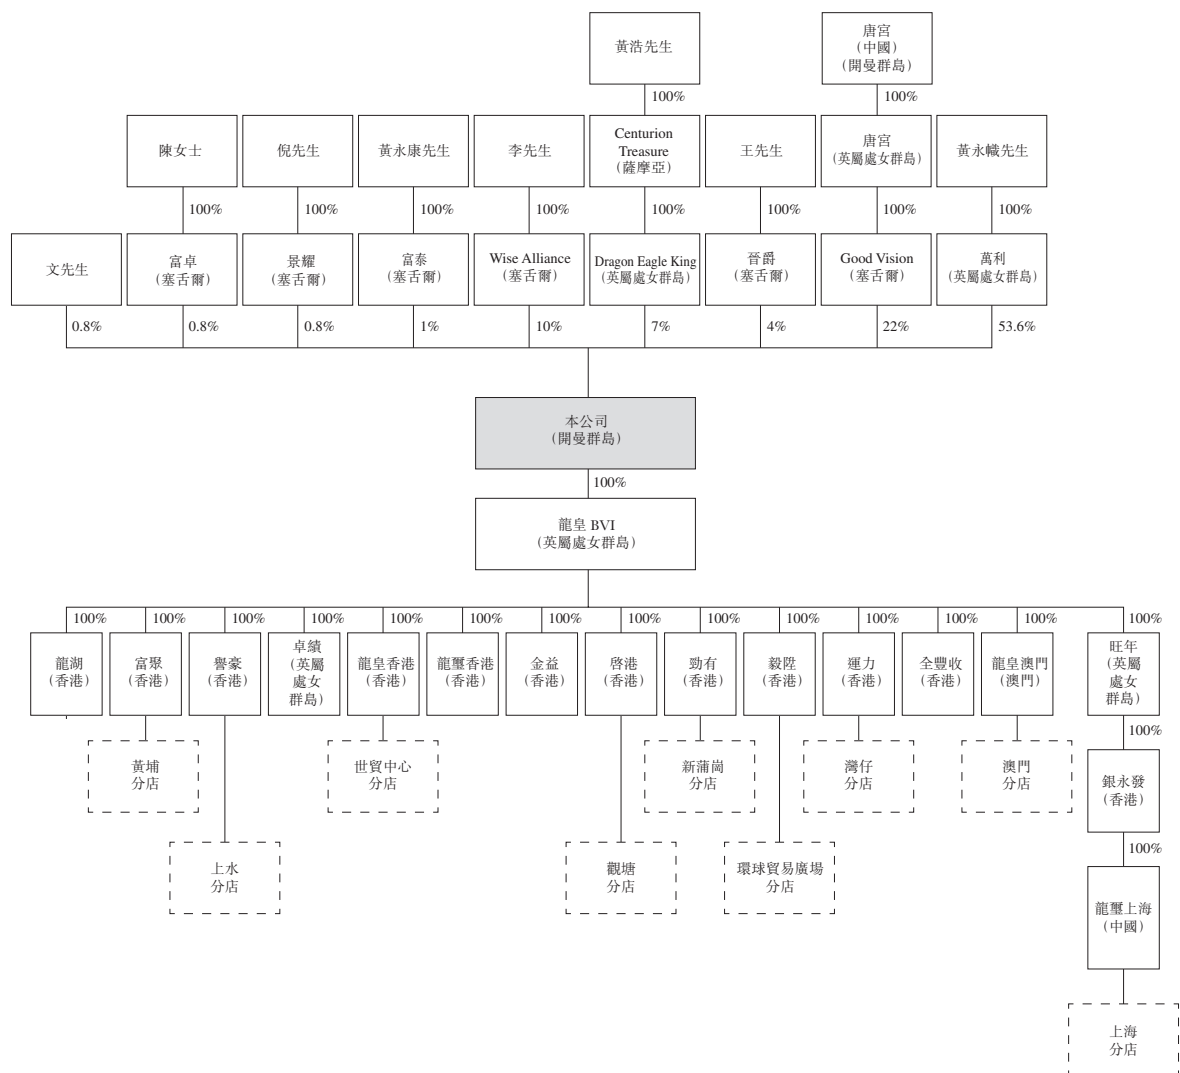 黃浩先生
唐宮
(中國)
(開曼群島)
100%
100%
陳女士
倪先生
黃永康先生
李先生
Centurion
Treasure
(薩摩亞)
王先生
唐宮
(英屬處女群島)
黃永幟先生
100%
100%
100%
100%
100%
100%
100%
100%
文先生
富卓
(塞舌爾)
景耀
(塞舌爾)
富泰
(塞舌爾)
Wise Alliance
(塞舌爾)
Dragon Eagle King
(英屬處女群島)
晉爵
(塞舌爾)
Good Vision
(塞舌爾)
萬利
(英屬處女群島)
0.8%
0.8%
0.8%
1%
10%
7%
4%
22%
53.6%
本公司
(開曼群島)
100%
龍皇 BVI
(英屬處女群島)
100%
100%
100%
100%
100%
100%
100%
100%
100%
100%
100%
100%
100%
100%
龍湖
(香港)
富聚
(香港)
譽豪
(香港)
卓績
(英屬
處女
群島)
龍皇香港
(香港)
龍璽香港
(香港)
金益
(香港)
啓港
(香港)
勁有
(香港)
毅陞
(香港)
運力
(香港)
全豐收
(香港)
龍皇澳門
(澳門)
旺年
(英屬
處女
群島)
100%
黃埔
分店
世貿中心
分店
新蒲崗
分店
灣仔
分店
澳門
分店
銀永發
(香港)
100%
上水
分店
觀塘
分店
環球貿易廣場
分店
龍璽上海
(中國)
上海
分店